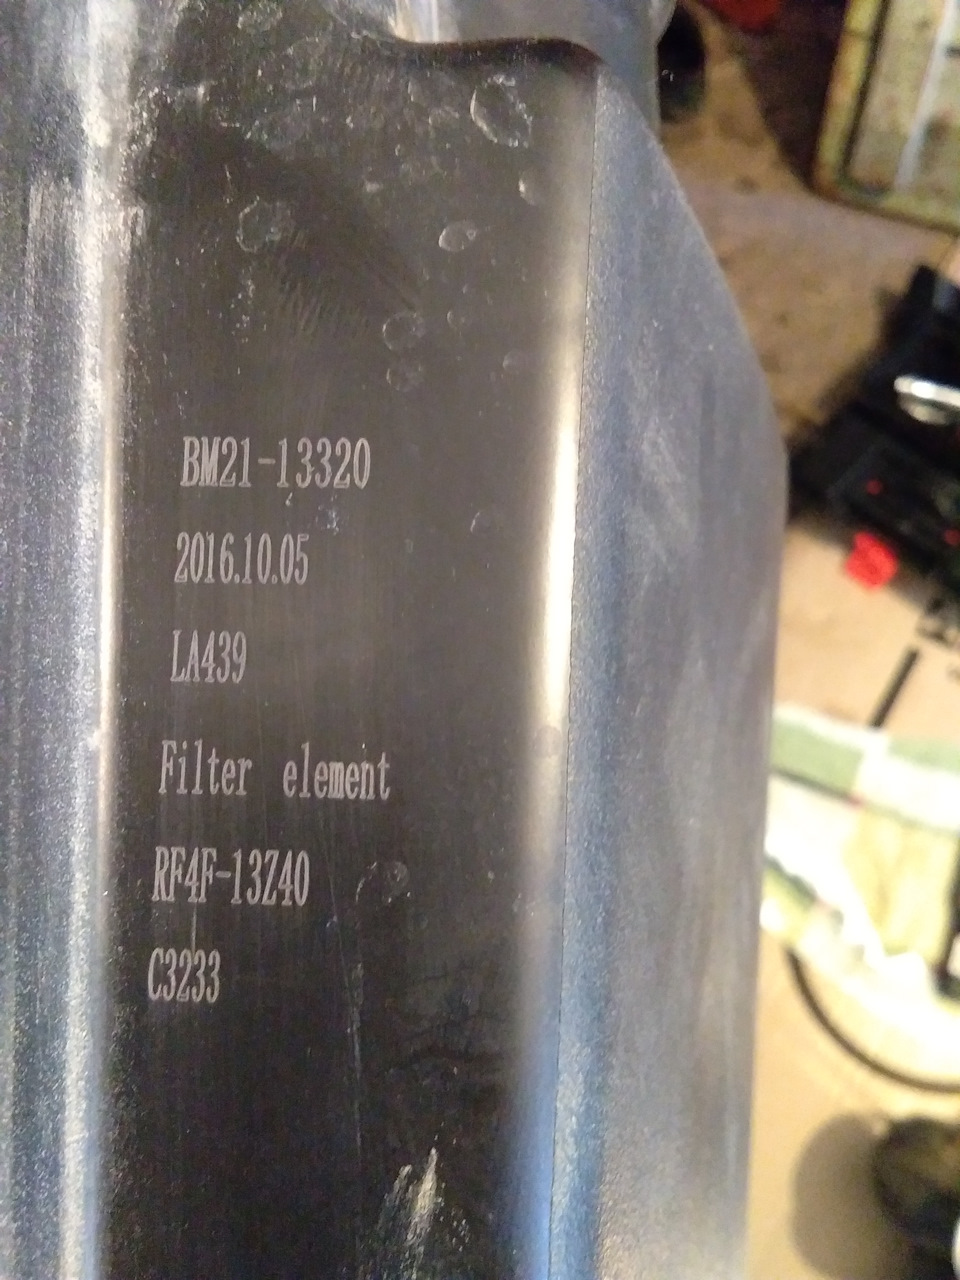 BM21-13320
2016.10.05
LA439
Filter element
RF4F-13Z40
C3233